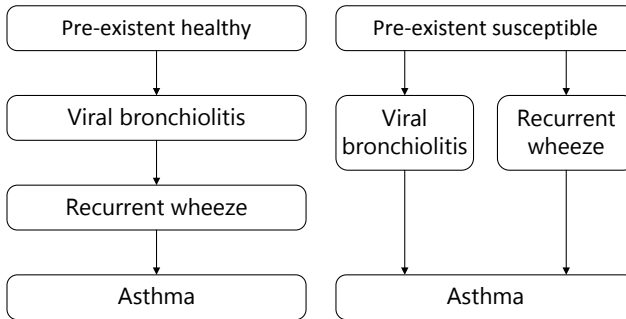 Pre-existent healthy
Viral bronchiolitis
Recurrent wheeze
Asthma
Pre-existent susceptible
Viral
bronchiolitis
Recurrent
wheeze
Asthma